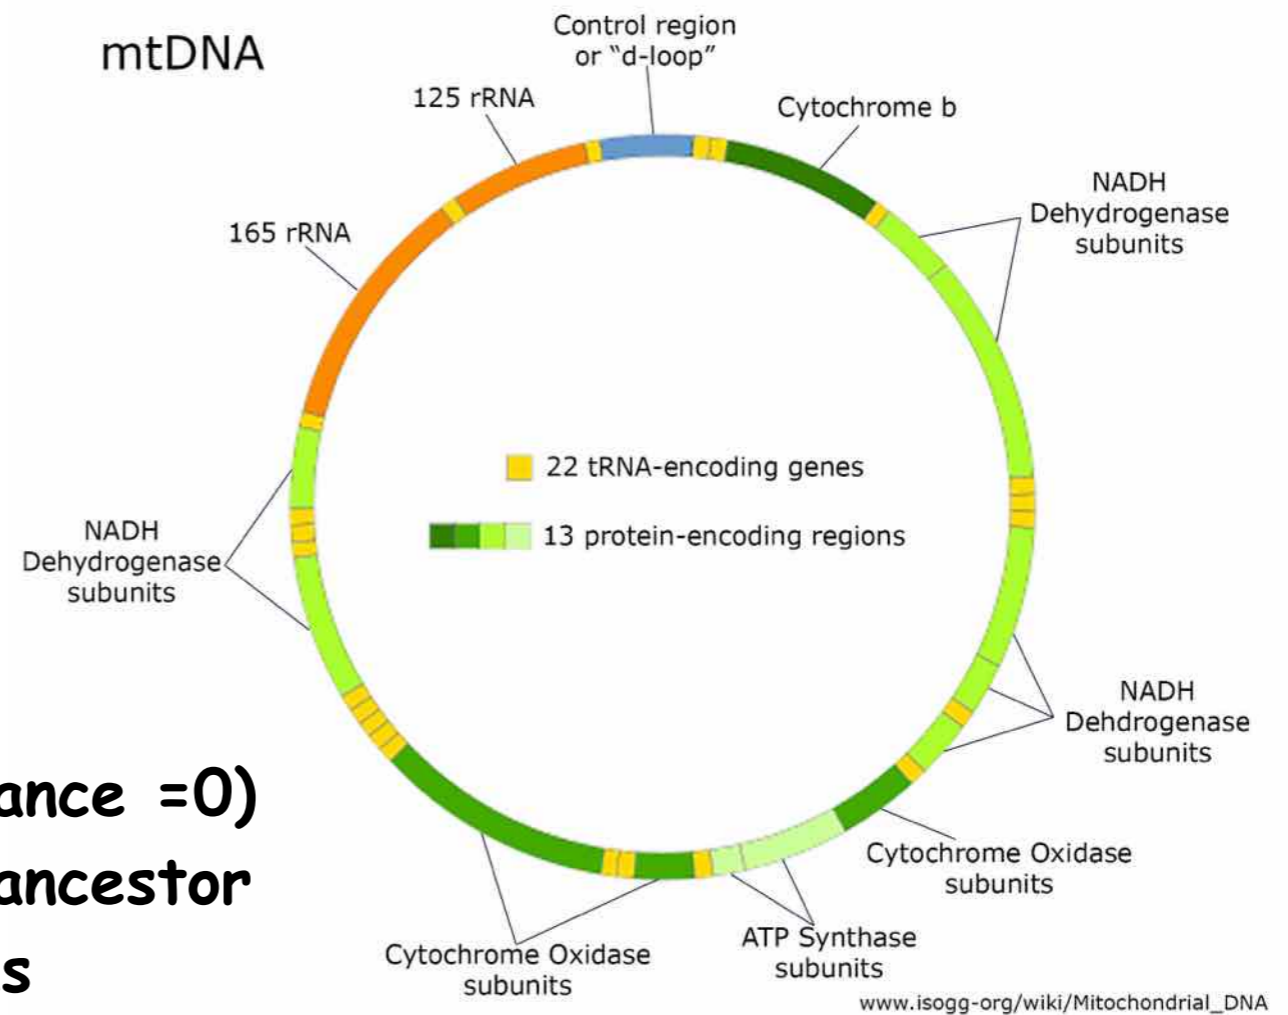 mtDNA
Control region
or “d-loop”
125 rRNA
Cytochrome b
165 rRNA
NADH
Dehydrogenase
subunits
22 tRNA-encoding genes
13 protein-encoding regions
NADH
Dehydrogenase
subunits
NADH
Dehdrogenase
subunits
ance =0)
ancestor
s
Cytochrome Oxidase
subunits
ATP Synthase
subunits
Cytochrome Oxidase
subunits
www.isogg-org/wiki/Mitochondrial_DNA